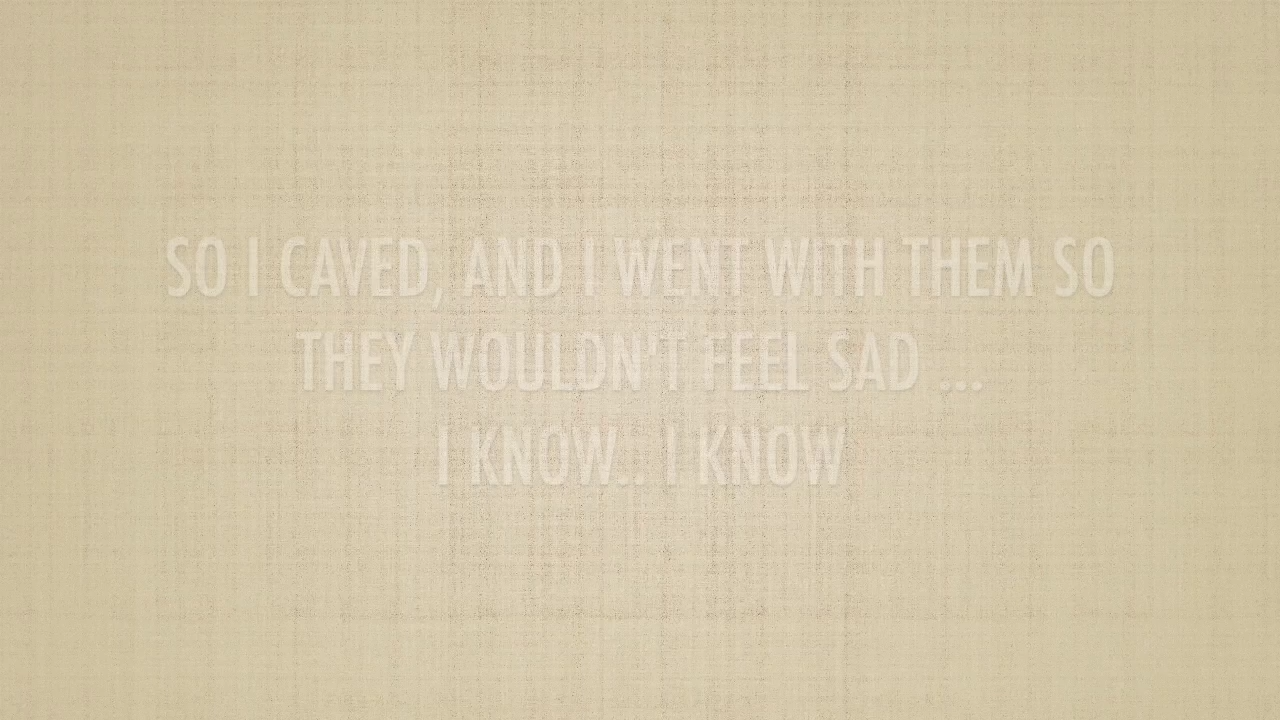 SO I CAVED, AND I WENT WITH THEM SO
THEY WOULDN'T FEEL SAD ...
I KNOW.. I KNOW